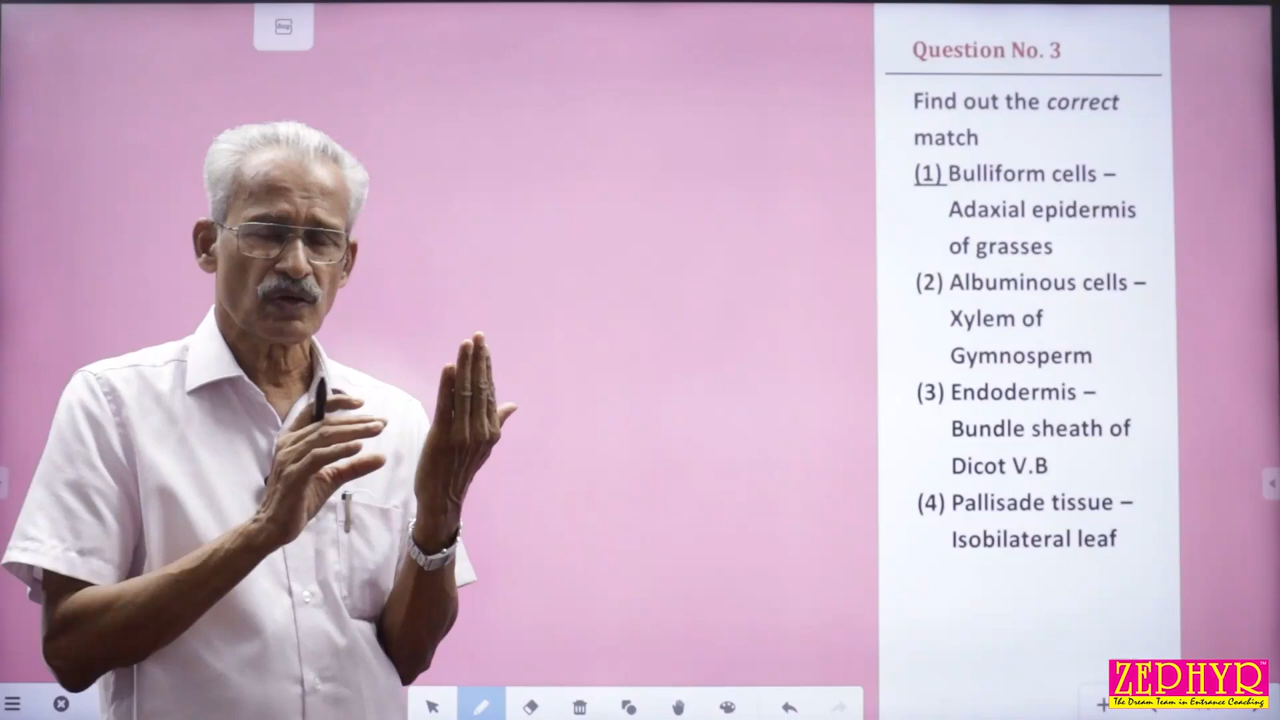 Question No. 3
Find out the correct
match
(1) Bulliform cells –
Adaxial epidermis
of grasses
(2) Albuminous cells –
Xylem of
Gymnosperm
(3) Endodermis –
Bundle sheath of
Dicot V.B
(4) Pallisade tissue –
Isobilateral leaf
ZEPHYR™
The Dream Team in Entrance Coaching